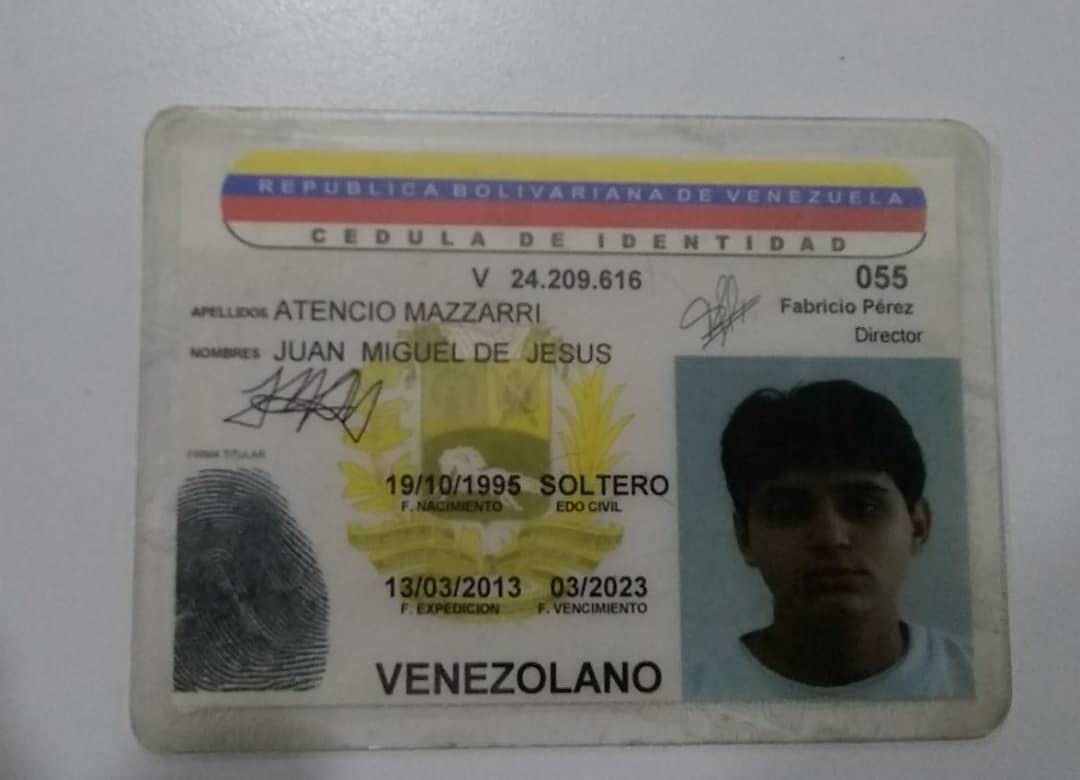 REPUBLICA BOLIVARIANA DE VENEZUELA
CEDULA DE IDENTIDAD
V 24.209.616
055
APELLIDOS ATENCIO MAZZARRI
Fabricio Pérez
Director
NOMBRES JUAN MIGUEL DE JESUS
FIRMA TITULAR
19/10/1995 SOLTERO
F. NACIMIENTO EDO CIVIL
13/03/2013 03/2023
F. EXPEDICION F. VENCIMIENTO
VENEZOLANO